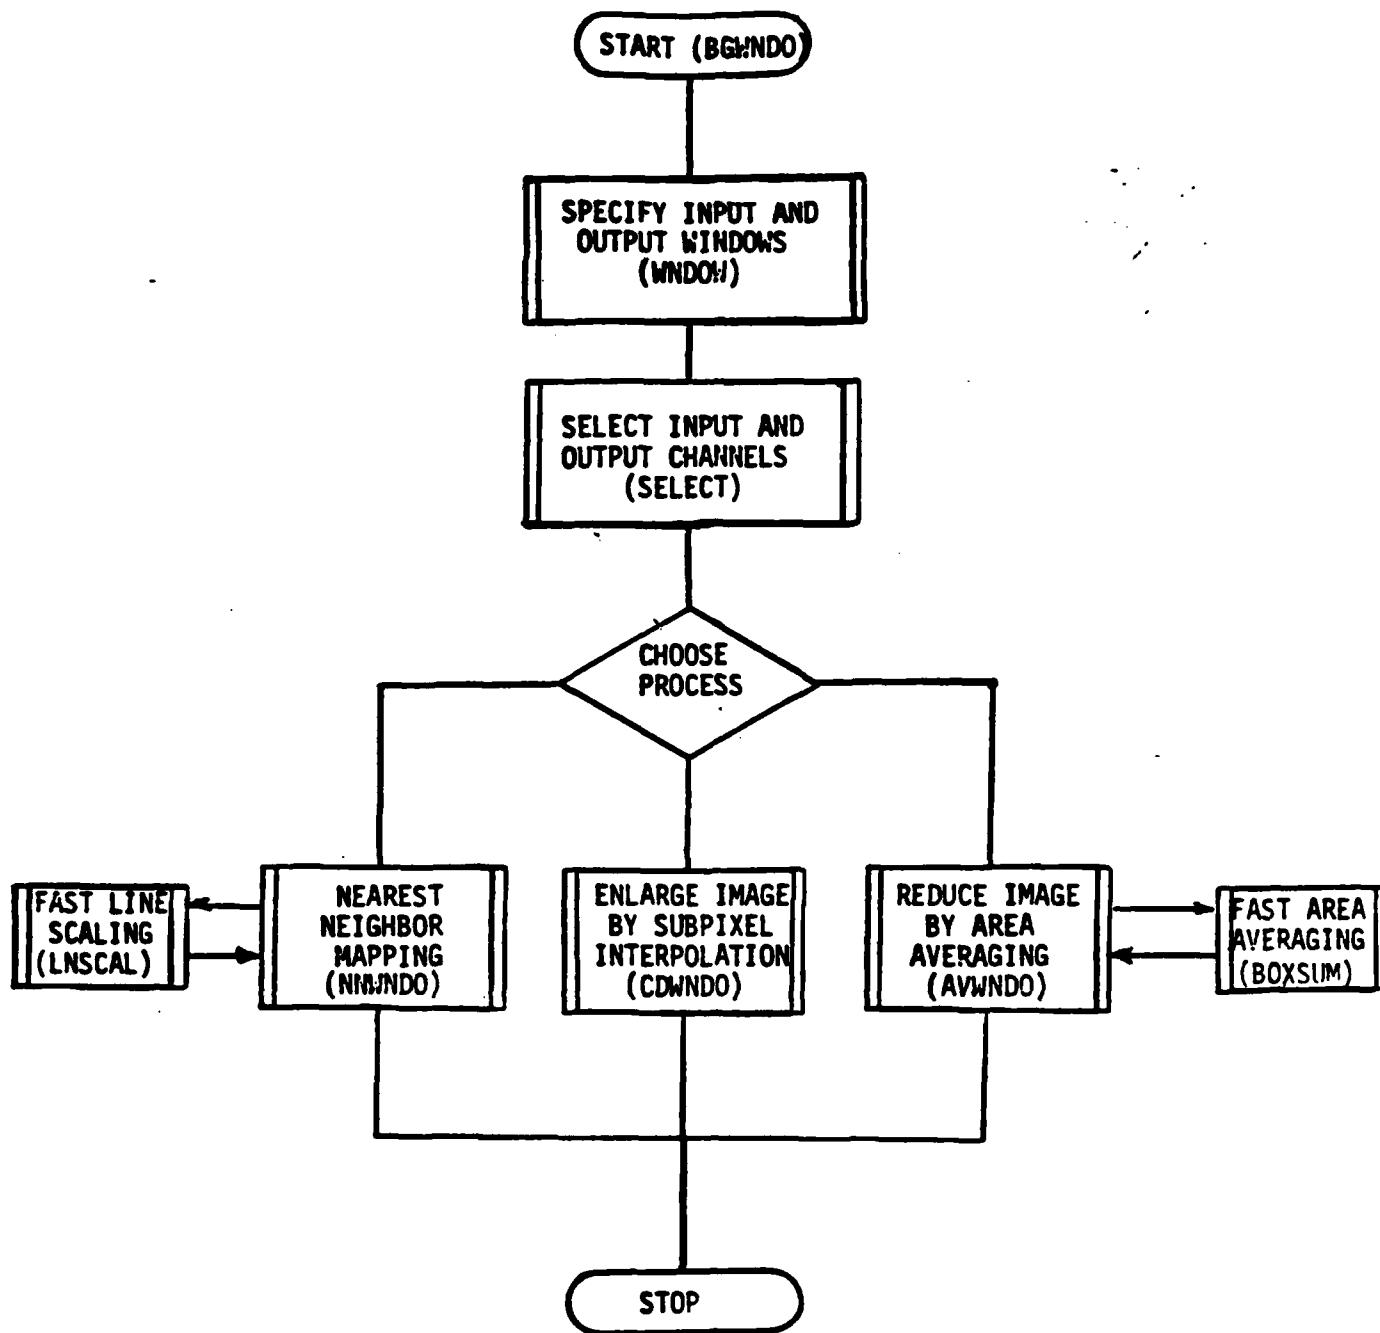 START (BGWNDO)
SPECIFY INPUT AND
OUTPUT WINDOWS
(WNDOW)
SELECT INPUT AND
OUTPUT CHANNELS
(SELECT)
CHOOSE
PROCESS
FAST LINE
SCALING
(LNSCAL)
NEAREST
NEIGHBOR
MAPPING
(NNWNDO)
ENLARGE IMAGE
BY SUBPIXEL
INTERPOLATION
(CDWNDO)
REDUCE IMAGE
BY AREA
AVERAGING
(AVWNDO)
FAST AREA
AVERAGING
(BOXSUM)
STOP